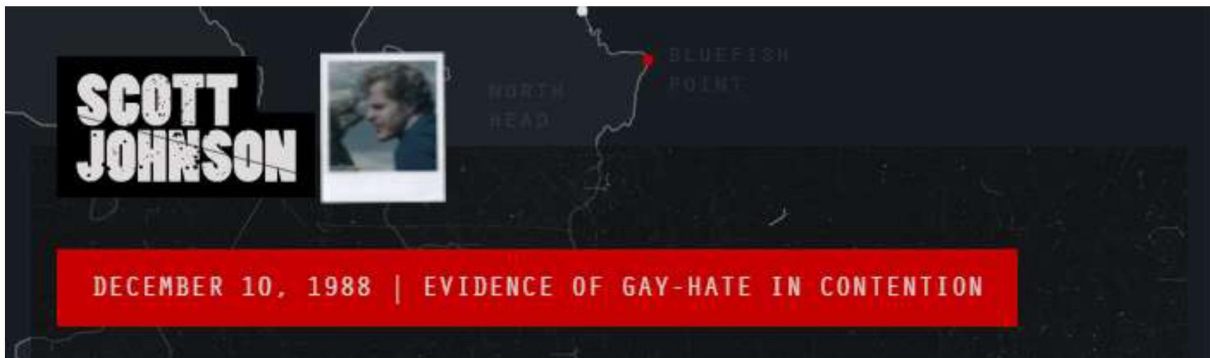 SCOTT
JOHNSON
BLUEFISH
POINT
NORTH
HEAD
DECEMBER 10, 1988 | EVIDENCE OF GAY-HATE IN CONTENTION